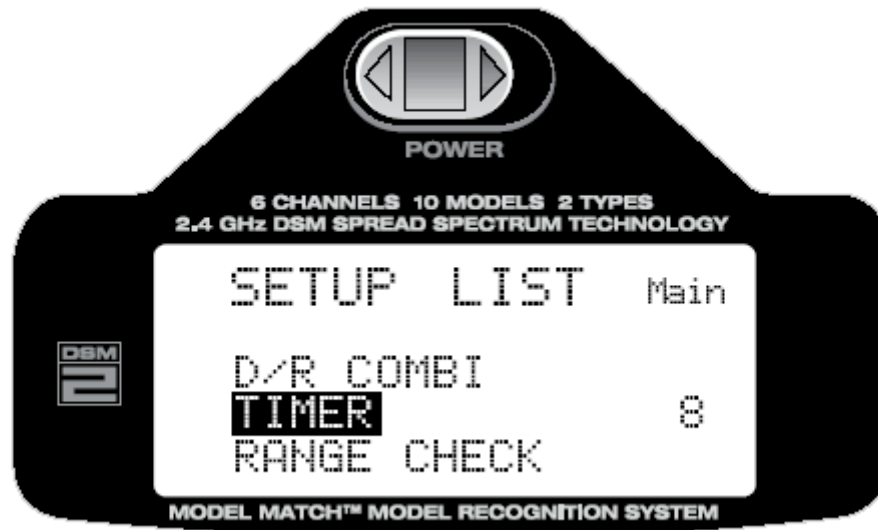 POWER
6 CHANNELS 10 MODELS 2 TYPES
2.4 GHz DSM SPREAD SPECTRUM TECHNOLOGY
SETUP LIST Main
DSM
2
D/R COMBI
TIMER 8
RANGE CHECK
MODEL MATCH™ MODEL RECOGNITION SYSTEM